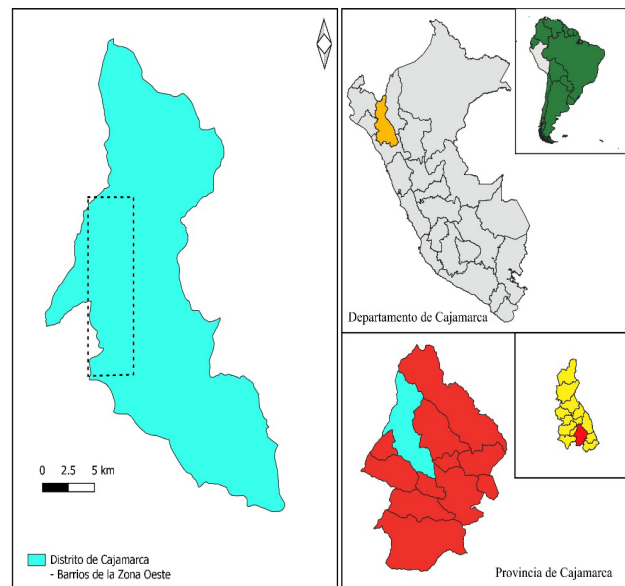 Departamento de Cajamarca
0 2.5 5 km
Distrito de Cajamarca
- Barrios de la Zona Oeste
Provincia de Cajamarca